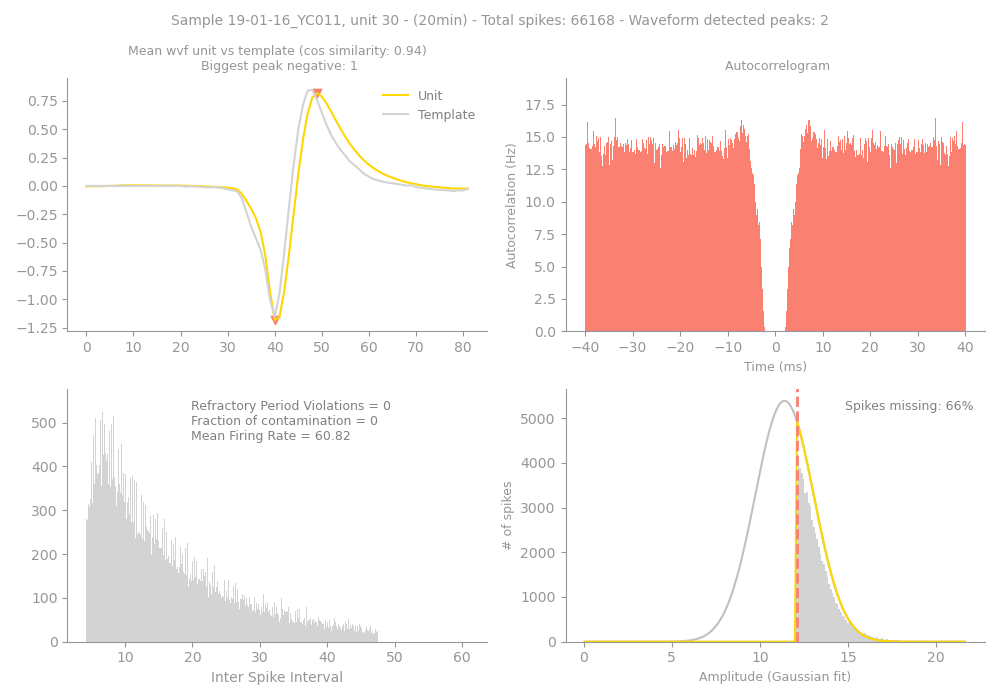 Sample 19-01-16_YC011, unit 30 - (20min) - Total spikes: 66168 - Waveform detected peaks: 2
Mean wvf unit vs template (cos similarity: 0.94)
Biggest peak negative: 1
Unit
Template
0.75
0.50
0.25
0.00
−0.25
−0.50
−0.75
−1.00
−1.25
0 10 20 30 40 50 60 70 80
Autocorrelogram
Autocorrelation (Hz)
17.5
15.0
12.5
10.0
7.5
5.0
2.5
0.0
−40 −30 −20 −10 0 10 20 30 40
Time (ms)
Refractory Period Violations = 0
Fraction of contamination = 0
Mean Firing Rate = 60.82
500
400
300
200
100
0
10 20 30 40 50 60
Inter Spike Interval
Spikes missing: 66%
# of spikes
5000
4000
3000
2000
1000
0
0 5 10 15 20
Amplitude (Gaussian fit)